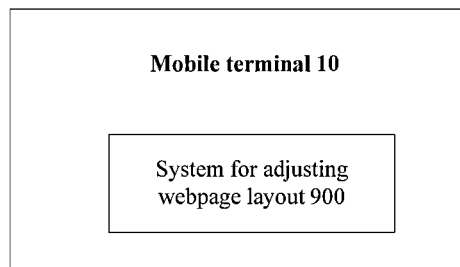 Mobile terminal 10
System for adjusting
webpage layout 900